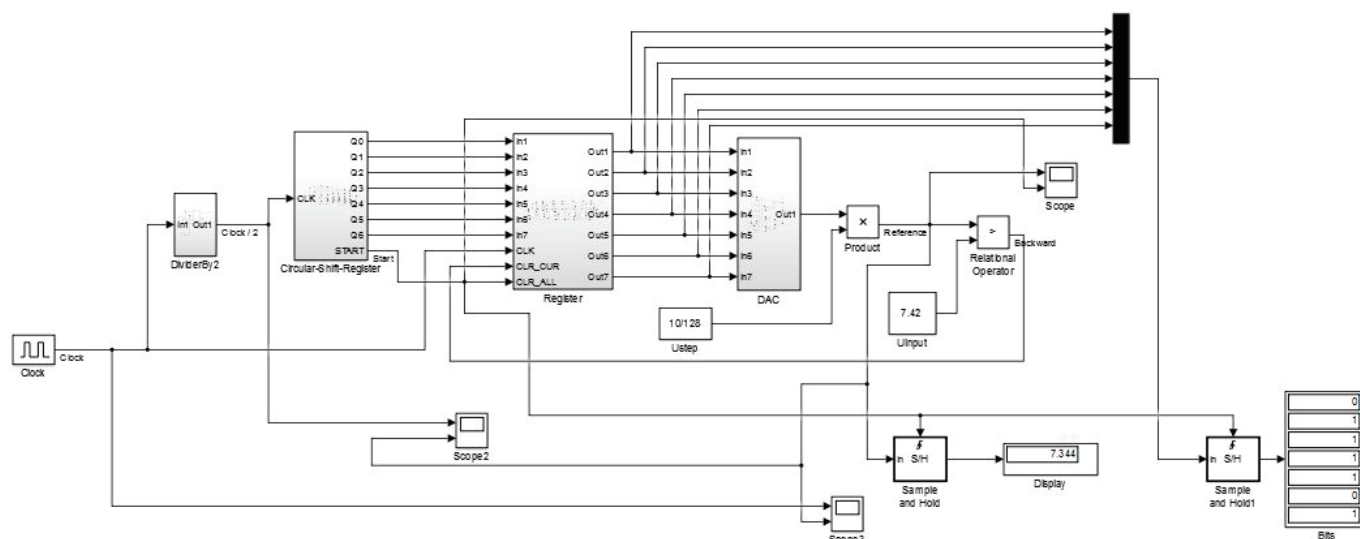 Clock
Clock
In1 Out1
DividerBy2
Clock / 2
CLK
Q0
Q1
Q2
Q3
Q4
Q5
Q6
START
Circular-Shift-Register
Start
In1
In2
In3
In4
In5
In6
In7
CLK
CLR_CUR
CLR_ALL
Out1
Out2
Out3
Out4
Out5
Out6
Out7
Register
In1
In2
In3
In4
In5
In6
In7
Out1
DAC
10/128
Ustep
×
Product
Reference
7.42
UInput
>
Relational
Operator
Backward
Scope
Scope2
Scope3
In S/H
Sample
and Hold
7.344
Display
In S/H
Sample
and Hold1
0
1
1
1
1
0
1
Bits